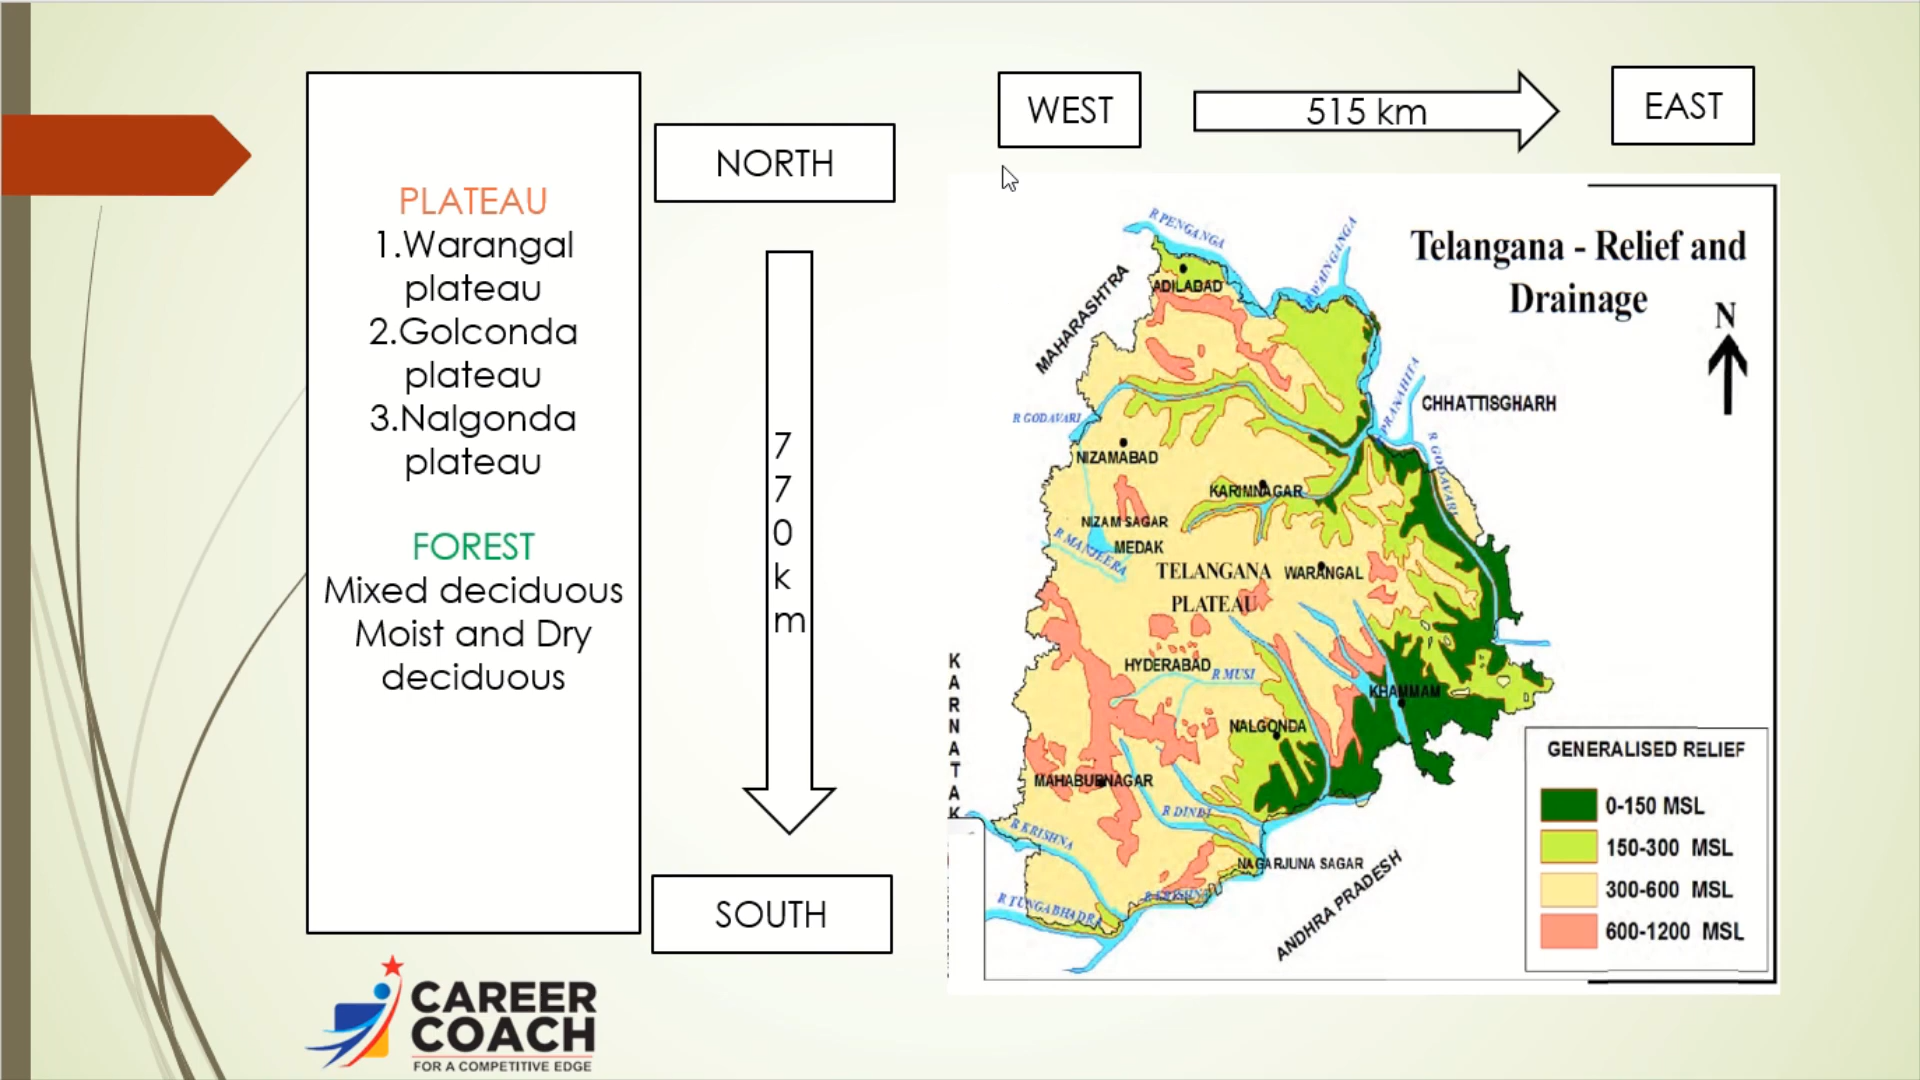 PLATEAU
1.Warangal
plateau
2.Golconda
plateau
3.Nalgonda
plateau
FOREST
Mixed deciduous
Moist and Dry
deciduous
NORTH
7
7
0
k
m
SOUTH
WEST
515 km
EAST
Telangana - Relief and
Drainage
N
R PENGANGA
R WAINGANGA
ADILABAD
MAHARASHTRA
PRANAHITA
CHHATTISGHARH
R GODAVARI
R GODAVARI
NIZAMABAD
KARIMNAGAR
NIZAM SAGAR
R MANJEERA
MEDAK
TELANGANA
PLATEAU
WARANGAL
K
A
R
N
A
T
A
K
HYDERABAD
R MUSI
KHAMMAM
NALGONDA
MAHABUBNAGAR
R DINDI
R KRISHNA
NAGARJUNA SAGAR
R KRISHNA
R TUNGABHADRA
ANDHRA PRADESH
GENERALISED RELIEF
0-150 MSL
150-300 MSL
300-600 MSL
600-1200 MSL
CAREER
COACH
FOR A COMPETITIVE EDGE